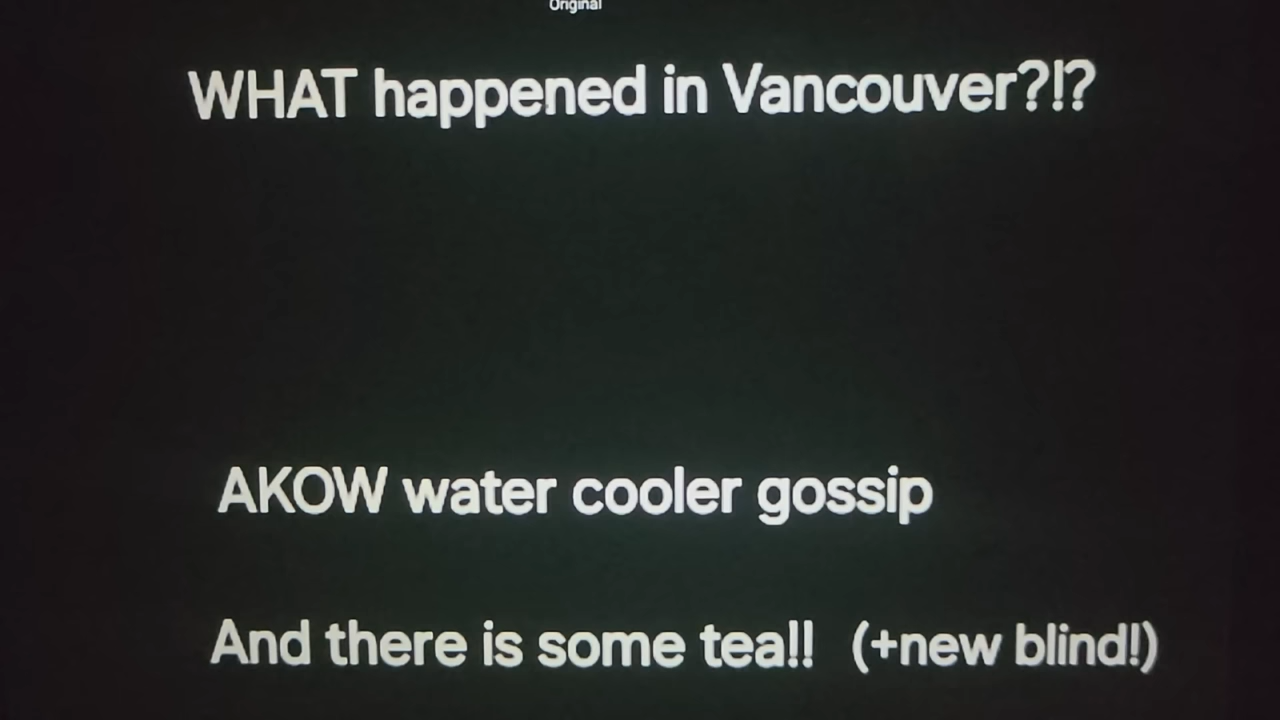 Original
WHAT happened in Vancouver?!?
AKOW water cooler gossip
And there is some tea!! (+new blind!)